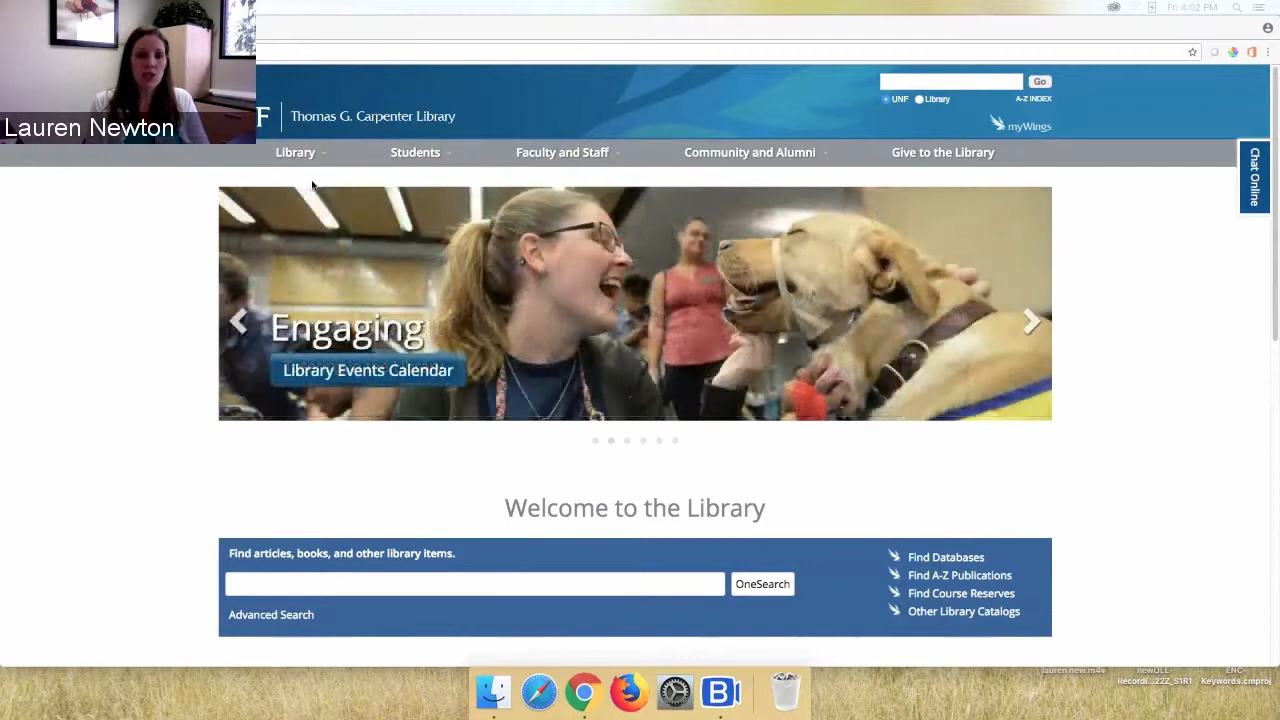 Fri 4:02 PM
Lauren Newton
F
Thomas G. Carpenter Library
Go
UNF
Library
A-Z INDEX
myWings
Library
Students
Faculty and Staff
Community and Alumni
Give to the Library
Chat Online
Engaging
Library Events Calendar
Welcome to the Library
Find articles, books, and other library items.
OneSearch
Advanced Search
Find Databases
Find A-Z Publications
Find Course Reserves
Other Library Catalogs
lauren new.m4v
newOLL-
Recordi...22Z_S1R1
ENC-
Keywords.cmproj
B